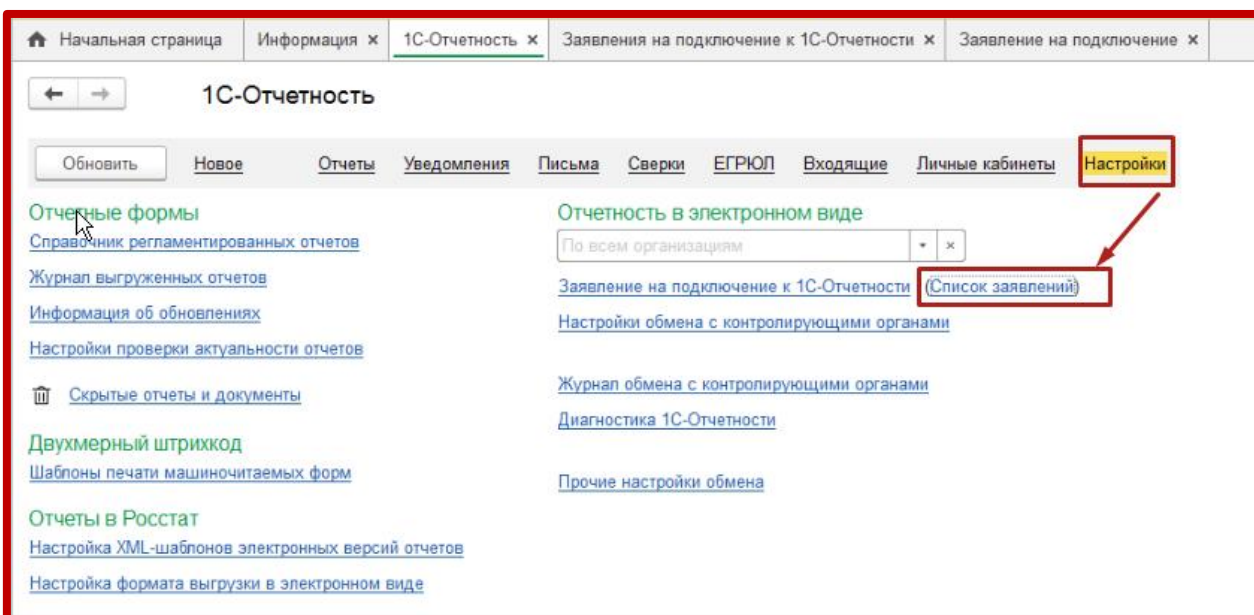 Начальная страница Информация × 1С-Отчетность × Заявления на подключение к 1С-Отчетности × Заявление на подключение ×
1С-Отчетность
Обновить Новое Отчеты Уведомления Письма Сверки ЕГРЮЛ Входящие Личные кабинеты Настройки
Отчетные формы
Справочник регламентированных отчетов
Журнал выгруженных отчетов
Информация об обновлениях
Настройки проверки актуальности отчетов
Скрытые отчеты и документы
Двухмерный штрихкод
Шаблоны печати машиночитаемых форм
Отчеты в Росстат
Настройка XML-шаблонов электронных версий отчетов
Настройка формата выгрузки в электронном виде
Отчетность в электронном виде
По всем организациям
Заявление на подключение к 1С-Отчетности (Список заявлений)
Настройки обмена с контролирующими органами
Журнал обмена с контролирующими органами
Диагностика 1С-Отчетности
Прочие настройки обмена